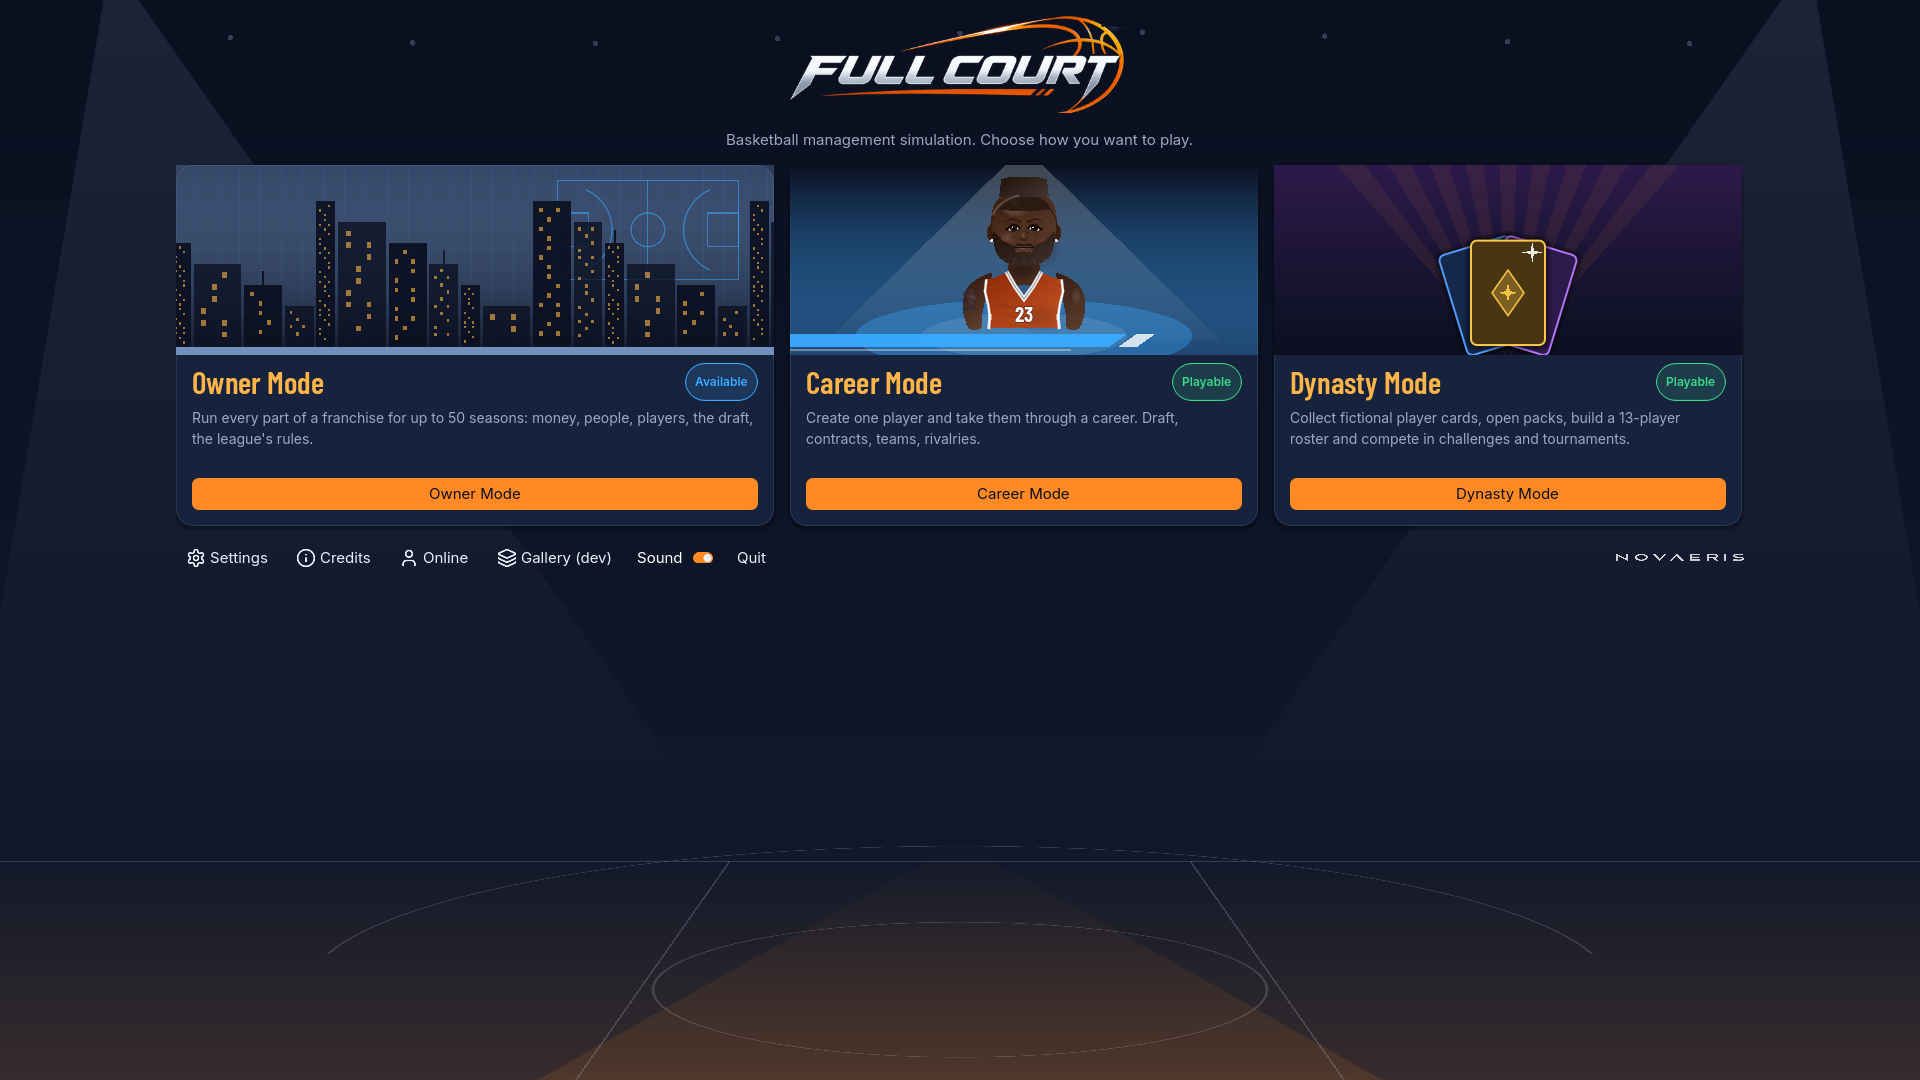 FULL COURT
Basketball management simulation. Choose how you want to play.
23
Owner Mode
Available
Run every part of a franchise for up to 50 seasons: money, people, players, the draft,
the league's rules.
Owner Mode
Career Mode
Playable
Create one player and take them through a career. Draft,
contracts, teams, rivalries.
Career Mode
Dynasty Mode
Playable
Collect fictional player cards, open packs, build a 13-player
roster and compete in challenges and tournaments.
Dynasty Mode
Settings
Credits
Online
Gallery (dev)
Sound
Quit
NOVAERIS